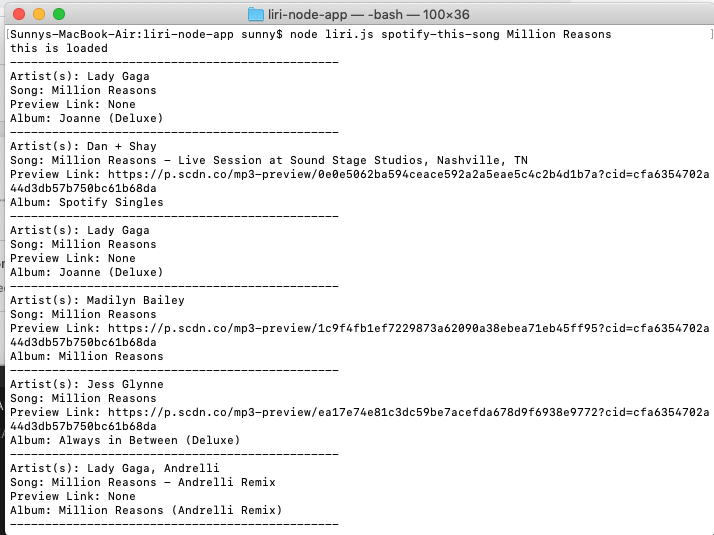 liri-node-app — -bash — 100×36
[Sunnys-MacBook-Air:liri-node-app sunny$ node liri.js spotify-this-song Million Reasons ]
this is loaded
-----------------------------------------------
Artist(s): Lady Gaga
Song: Million Reasons
Preview Link: None
Album: Joanne (Deluxe)
-----------------------------------------------
Artist(s): Dan + Shay
Song: Million Reasons - Live Session at Sound Stage Studios, Nashville, TN
Preview Link: https://p.scdn.co/mp3-preview/0e0e5062ba594ceace592a2a5eae5c4c2b4d1b7a?cid=cfa6354702a
44d3db57b750bc61b68da
Album: Spotify Singles
-----------------------------------------------
Artist(s): Lady Gaga
Song: Million Reasons
Preview Link: None
Album: Joanne (Deluxe)
-----------------------------------------------
Artist(s): Madilyn Bailey
Song: Million Reasons
Preview Link: https://p.scdn.co/mp3-preview/1c9f4fb1ef7229873a62090a38ebea71eb45ff95?cid=cfa6354702a
44d3db57b750bc61b68da
Album: Million Reasons
-----------------------------------------------
Artist(s): Jess Glynne
Song: Million Reasons
Preview Link: https://p.scdn.co/mp3-preview/ea17e74e81c3dc59be7acefda678d9f6938e9772?cid=cfa6354702a
44d3db57b750bc61b68da
Album: Always in Between (Deluxe)
-----------------------------------------------
Artist(s): Lady Gaga, Andrelli
Song: Million Reasons - Andrelli Remix
Preview Link: None
Album: Million Reasons (Andrelli Remix)
-----------------------------------------------